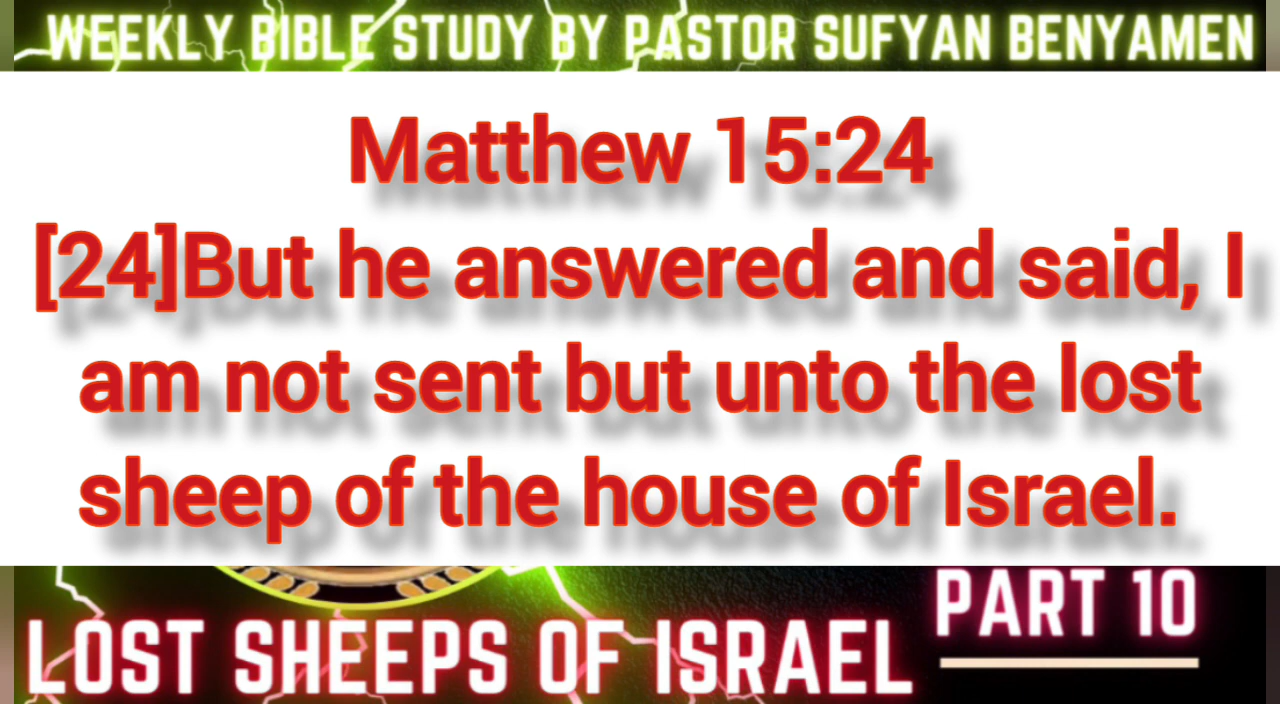 WEEKLY BIBLE STUDY BY PASTOR SUFYAN BENYAMEN
Matthew 15:24
[24]But he answered and said, I
am not sent but unto the lost
sheep of the house of Israel.
PART 10
LOST SHEEPS OF ISRAEL